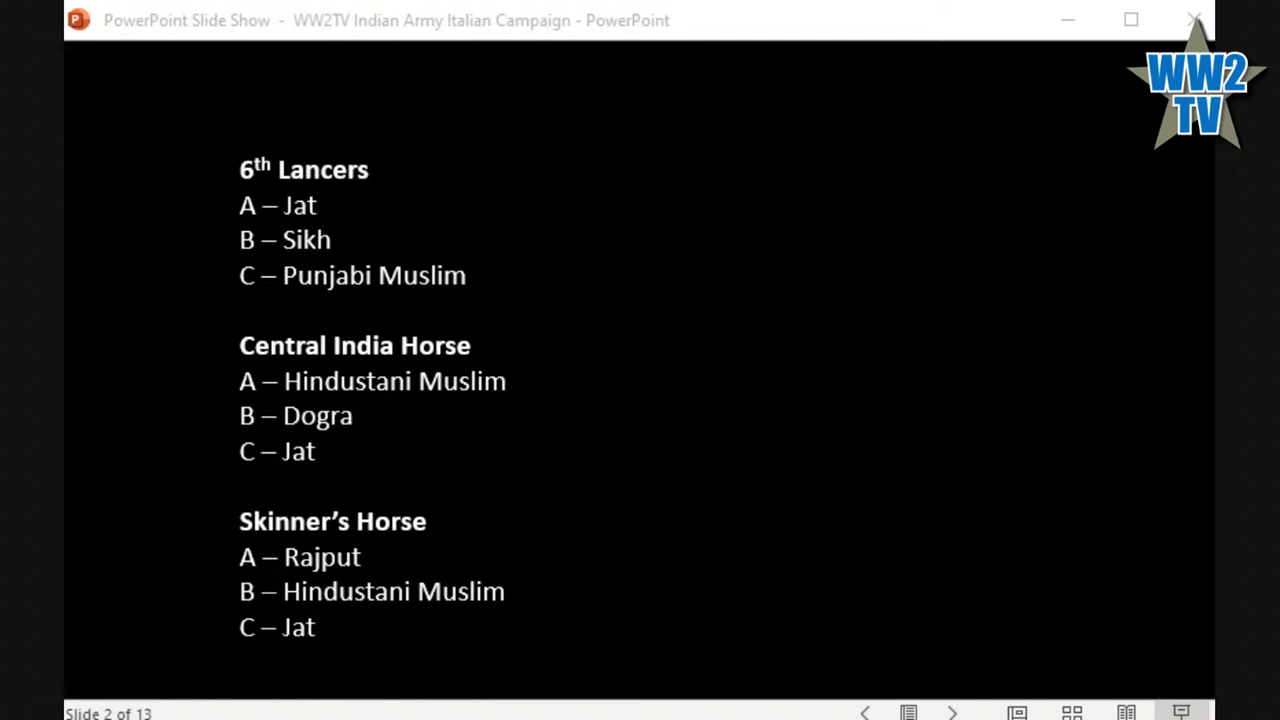 PowerPoint Slide Show - WW2TV Indian Army Italian Campaign - PowerPoint
WW2
TV
6th Lancers
A – Jat
B – Sikh
C – Punjabi Muslim
Central India Horse
A – Hindustani Muslim
B – Dogra
C – Jat
Skinner’s Horse
A – Rajput
B – Hindustani Muslim
C – Jat
Slide 2 of 13